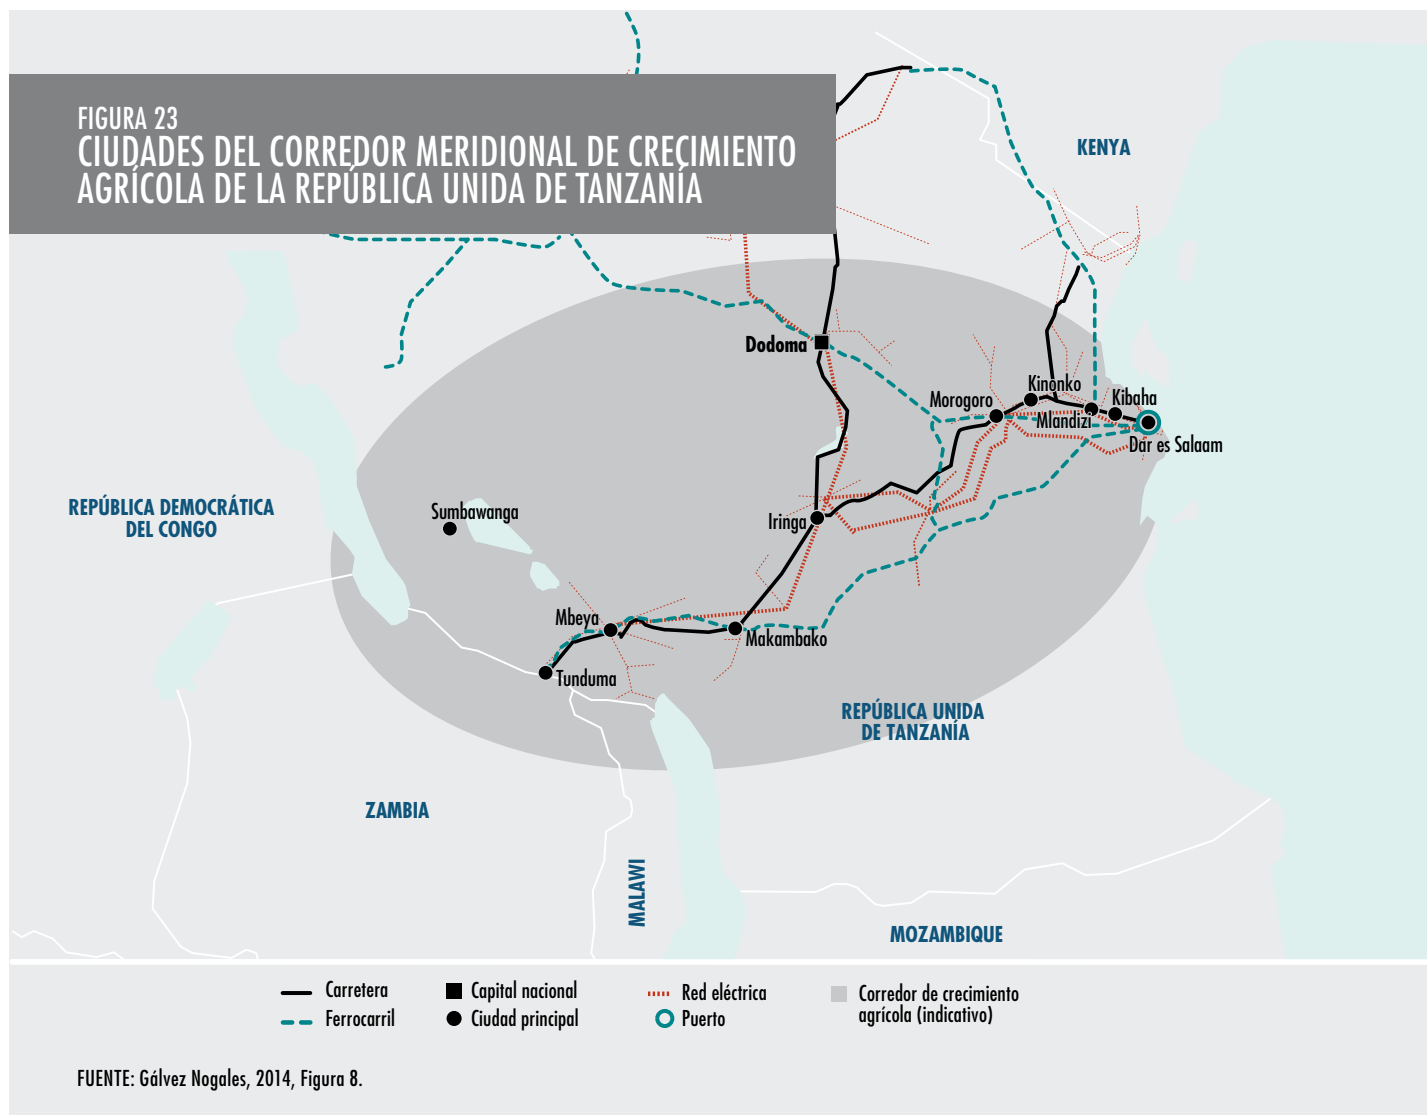 FIGURA 23
CIUDADES DEL CORREDOR MERIDIONAL DE CRECIMIENTO
AGRÍCOLA DE LA REPÚBLICA UNIDA DE TANZANÍA
KENYA
Dodoma
Kinonko
Kibaha
Morogoro
Mlandizi
Dar es Salaam
REPÚBLICA DEMOCRÁTICA
DEL CONGO
Sumbawanga
Iringa
Mbeya
Makambako
Tunduma
REPÚBLICA UNIDA
DE TANZANÍA
ZAMBIA
MALAWI
MOZAMBIQUE
Carretera
Ferrocarril
Capital nacional
Ciudad principal
Red eléctrica
Puerto
Corredor de crecimiento
agrícola (indicativo)
FUENTE: Gálvez Nogales, 2014, Figura 8.